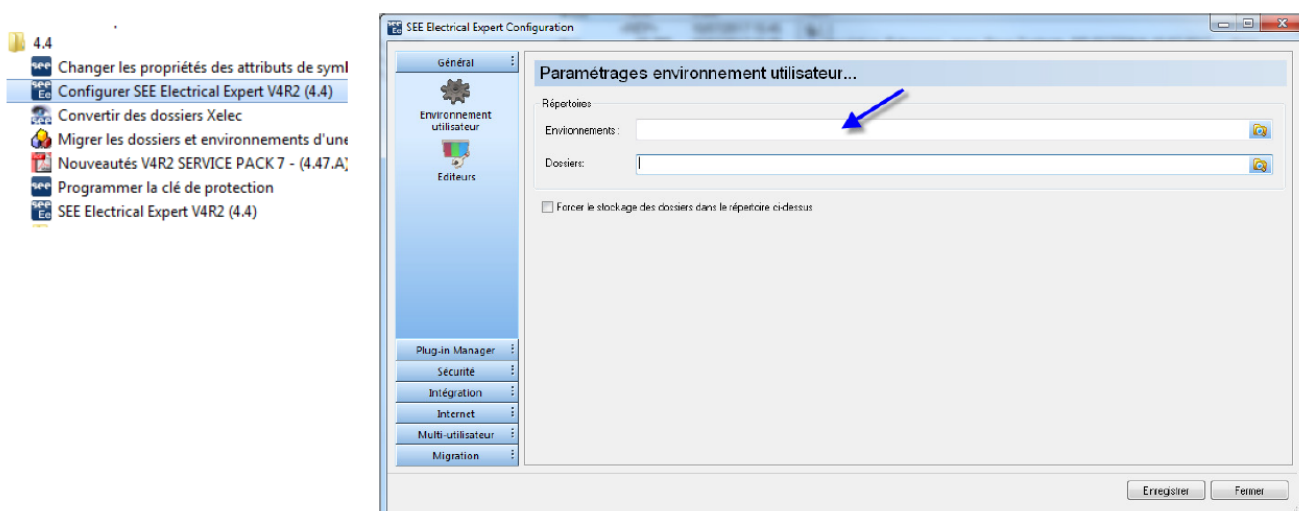 4.4
Changer les propriétés des attributs de symb
Configurer SEE Electrical Expert V4R2 (4.4)
Convertir des dossiers Xelec
Migrer les dossiers et environnements d'une
Nouveautés V4R2 SERVICE PACK 7 - (4.47.A)
Programmer la clé de protection
SEE Electrical Expert V4R2 (4.4)
SEE Electrical Expert Configuration
Général
Environnement
utilisateur
Editeurs
Plug-in Manager
Sécurité
Intégration
Internet
Multi-utilisateur
Migration
Paramétrages environnement utilisateur...
Répertoires
Environnements :
Dossiers:
Forcer le stockage des dossiers dans le répertoire ci-dessus
Enregistrer
Fermer